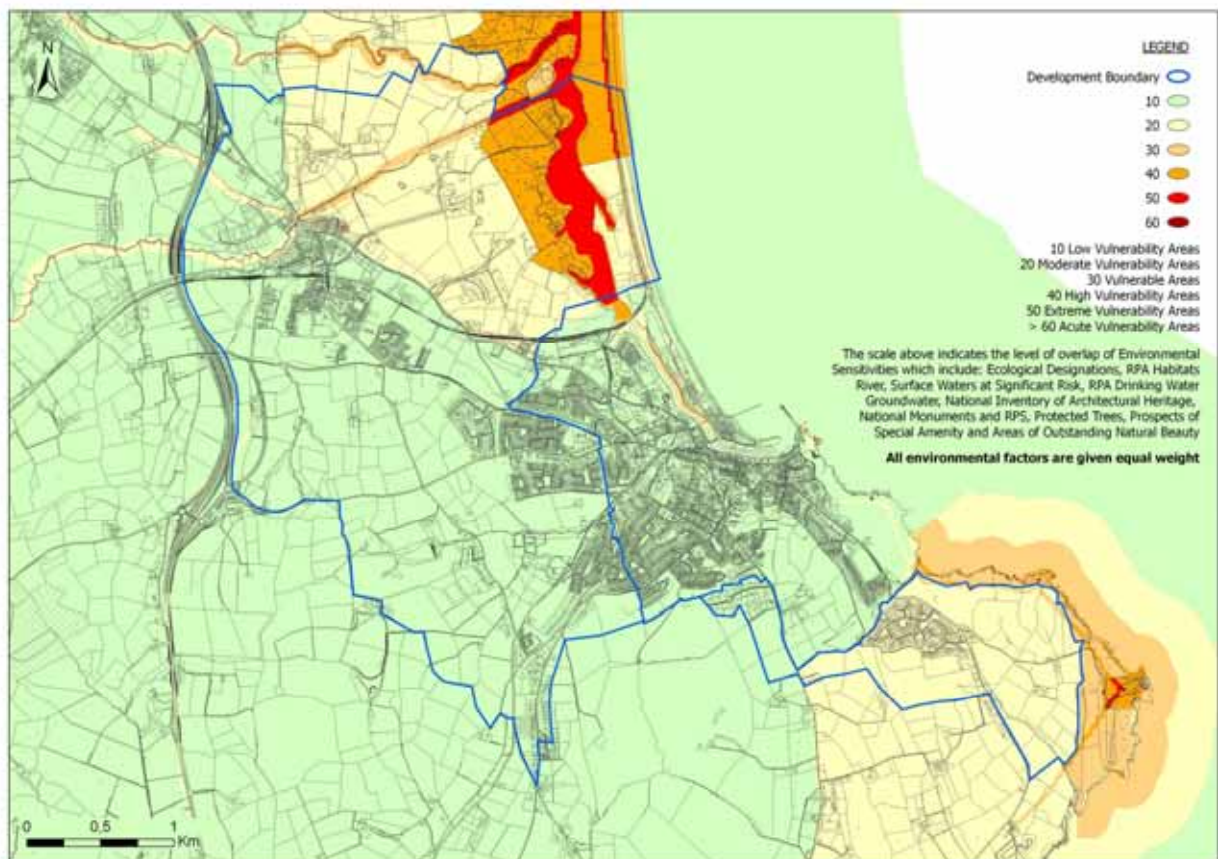 N
LEGEND
Development Boundary
10
20
30
40
50
60
10 Low Vulnerability Areas
20 Moderate Vulnerability Areas
30 Vulnerable Areas
40 High Vulnerability Areas
50 Extreme Vulnerability Areas
> 60 Acute Vulnerability Areas
The scale above indicates the level of overlap of Environmental
Sensitivities which include: Ecological Designations, RPA Habitats
River, Surface Waters at Significant Risk, RPA Drinking Water
Groundwater, National Inventory of Architectural Heritage,
National Monuments and RPS, Protected Trees, Prospects of
Special Amenity and Areas of Outstanding Natural Beauty
All environmental factors are given equal weight
0 0,5 1
Km